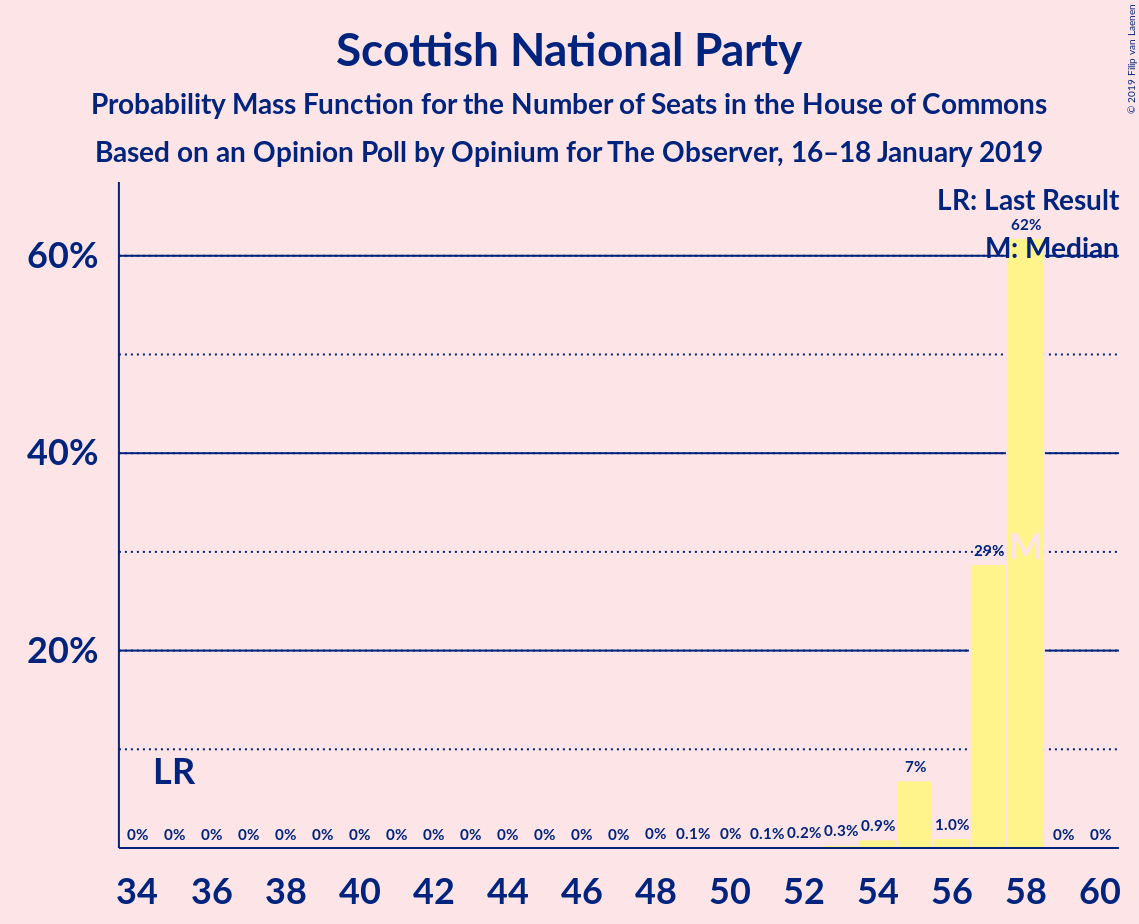 Scottish National Party
Probability Mass Function for the Number of Seats in the House of Commons
Based on an Opinion Poll by Opinium for The Observer, 16–18 January 2019
© 2019 Filip van Laenen
LR: Last Result
M: Median
60%
40%
20%
LR
M
0% 0% 0% 0% 0% 0% 0% 0% 0% 0% 0% 0% 0% 0% 0% 0.1% 0% 0.1% 0.2% 0.3% 0.9% 7% 1.0% 29% 62% 0% 0%
34 36 38 40 42 44 46 48 50 52 54 56 58 60